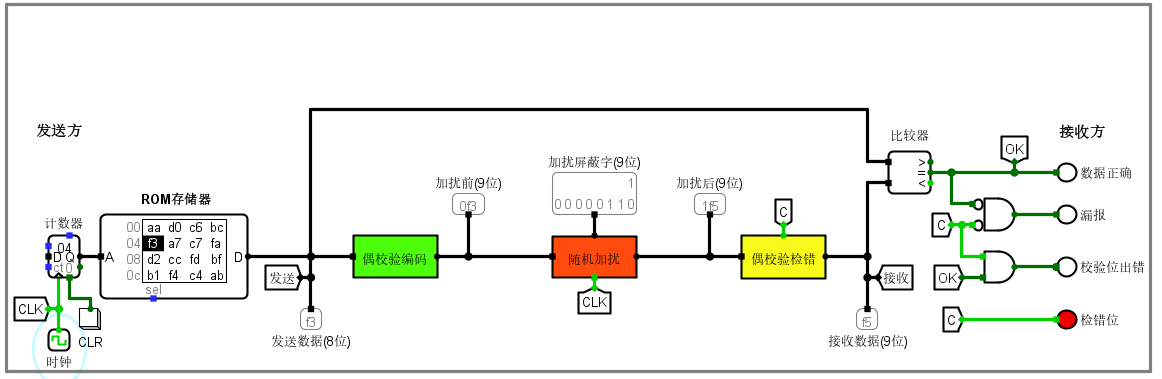 发送方
接收方
比较器
OK
数据正确
加扰屏蔽字(9位)
加扰前(9位)
加扰后(9位)
1
00000110
0f3
1f5
ROM存储器
计数器
00 aa d0 c6 bc
04 f3 a7 c7 fa
08 d2 cc fd bf
0c b1 f4 c4 ab
A
D
sel
04
D Q
ct 0
>
=
<
C
C
漏报
偶校验编码
随机加扰
偶校验检错
发送
接收
OK
校验位出错
CLK
CLK
CLR
时钟
f3
发送数据(8位)
f5
接收数据(9位)
C
检错位